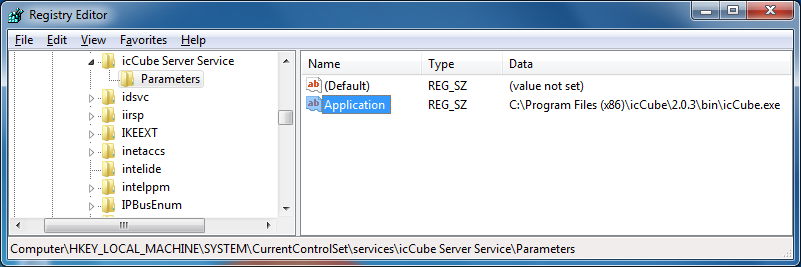 Registry Editor
File Edit View Favorites Help
icCube Server Service
Parameters
idsvc
iirsp
IKEEXT
inetaccs
intelide
intelppm
IPBusEnum
Name Type Data
ab (Default) REG_SZ (value not set)
ab Application REG_SZ C:\Program Files (x86)\icCube\2.0.3\bin\icCube.exe
Computer\HKEY_LOCAL_MACHINE\SYSTEM\CurrentControlSet\services\icCube Server Service\Parameters